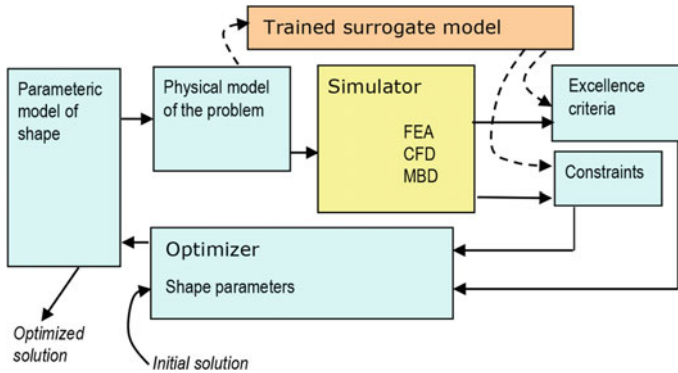 Trained surrogate model
Parameteric
model of
shape
Physical model
of the problem
Simulator
FEA
CFD
MBD
Excellence
criteria
Constraints
Optimizer
Shape parameters
Optimized
solution
Initial solution